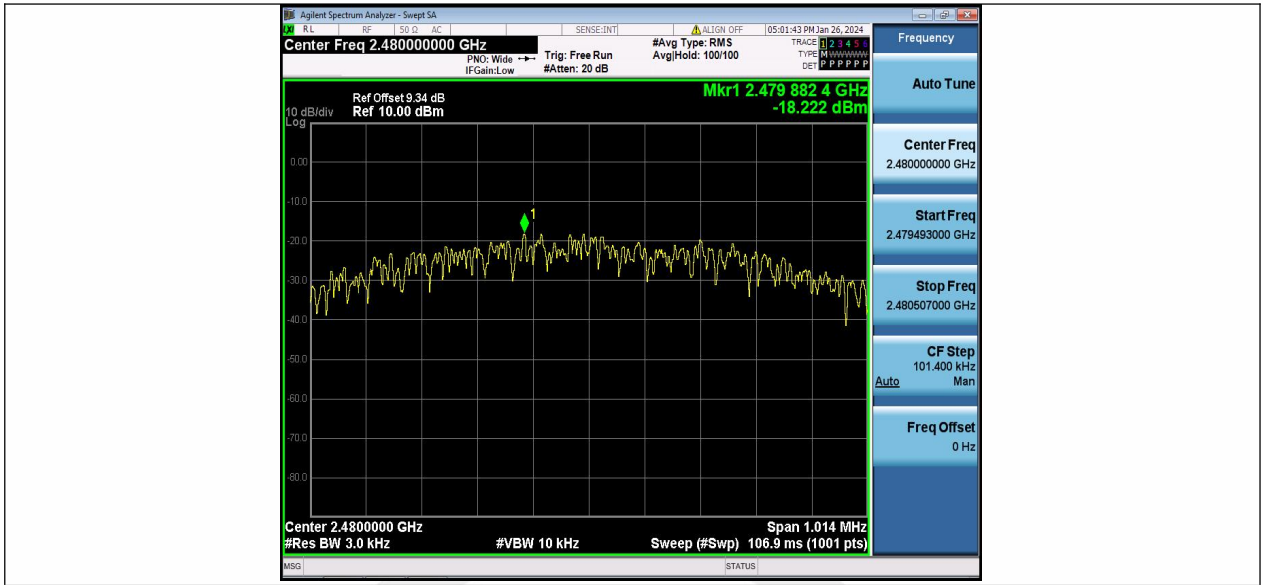 Agilent Spectrum Analyzer - Swept SA
LXI RL RF 50 Ω AC SENSE:INT ALIGN OFF 05:01:43 PM Jan 26, 2024
Center Freq 2.480000000 GHz
PNO: Wide
IFGain:Low
Trig: Free Run
#Atten: 20 dB
#Avg Type: RMS
Avg|Hold: 100/100
TRACE 1 2 3 4 5 6
TYPE M WWWWW
DET P P P P P P
Mkr1 2.479 882 4 GHz
-18.222 dBm
Ref Offset 9.34 dB
10 dB/div Ref 10.00 dBm
Log
0.00
-10.0
1
-20.0
-30.0
-40.0
-50.0
-60.0
-70.0
-80.0
Center 2.4800000 GHz Span 1.014 MHz
#Res BW 3.0 kHz #VBW 10 kHz Sweep (#Swp) 106.9 ms (1001 pts)
MSG STATUS
Frequency
Auto Tune
Center Freq
2.480000000 GHz
Start Freq
2.479493000 GHz
Stop Freq
2.480507000 GHz
CF Step
101.400 kHz
Auto Man
Freq Offset
0 Hz